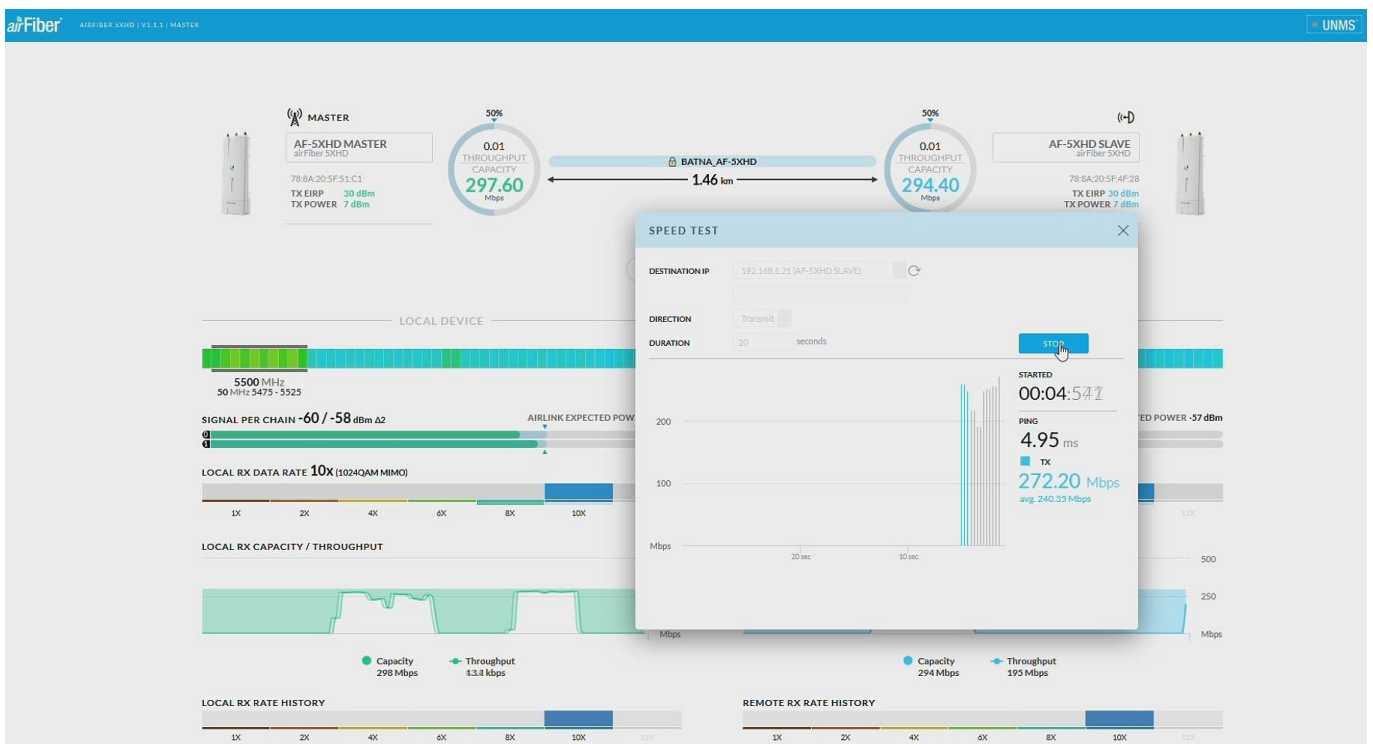 airFiber AIRFIBER 5XHD | V1.1.1 | MASTER
UNMS
MASTER
AF-5XHD MASTER
airFiber 5XHD
78:8A:20:5F:51:C1
TX EIRP 30 dBm
TX POWER 7 dBm
50%
0.01
THROUGHPUT
CAPACITY
297.60
Mbps
BATNA_AF-5XHD
1.46 km
50%
0.01
THROUGHPUT
CAPACITY
294.40
Mbps
AF-5XHD SLAVE
airFiber 5XHD
78:8A:20:5F:4F:28
TX EIRP 30 dBm
TX POWER 7 dBm
SPEED TEST
DESTINATION IP 192.168.1.21 (AF-5XHD SLAVE)
DIRECTION Transmit
DURATION 20 seconds
STOP
STARTED
00:04:
PING
4.95 ms
TX
272.20 Mbps
avg. 240.35 Mbps
200
100
Mbps
20 sec 10 sec
LOCAL DEVICE
5500 MHz
50 MHz 5475 - 5525
SIGNAL PER CHAIN -60 / -58 dBm Δ2
AIRLINK EXPECTED POW
ED POWER -57 dBm
0
1
LOCAL RX DATA RATE 10X (1024QAM MIMO)
1X 2X 4X 6X 8X 10X
12X
LOCAL RX CAPACITY / THROUGHPUT
500
250
Mbps
Mbps
Capacity Throughput
298 Mbps kbps
Capacity Throughput
294 Mbps 195 Mbps
LOCAL RX RATE HISTORY
1X 2X 4X 6X 8X 10X 12X
REMOTE RX RATE HISTORY
1X 2X 4X 6X 8X 10X 12X